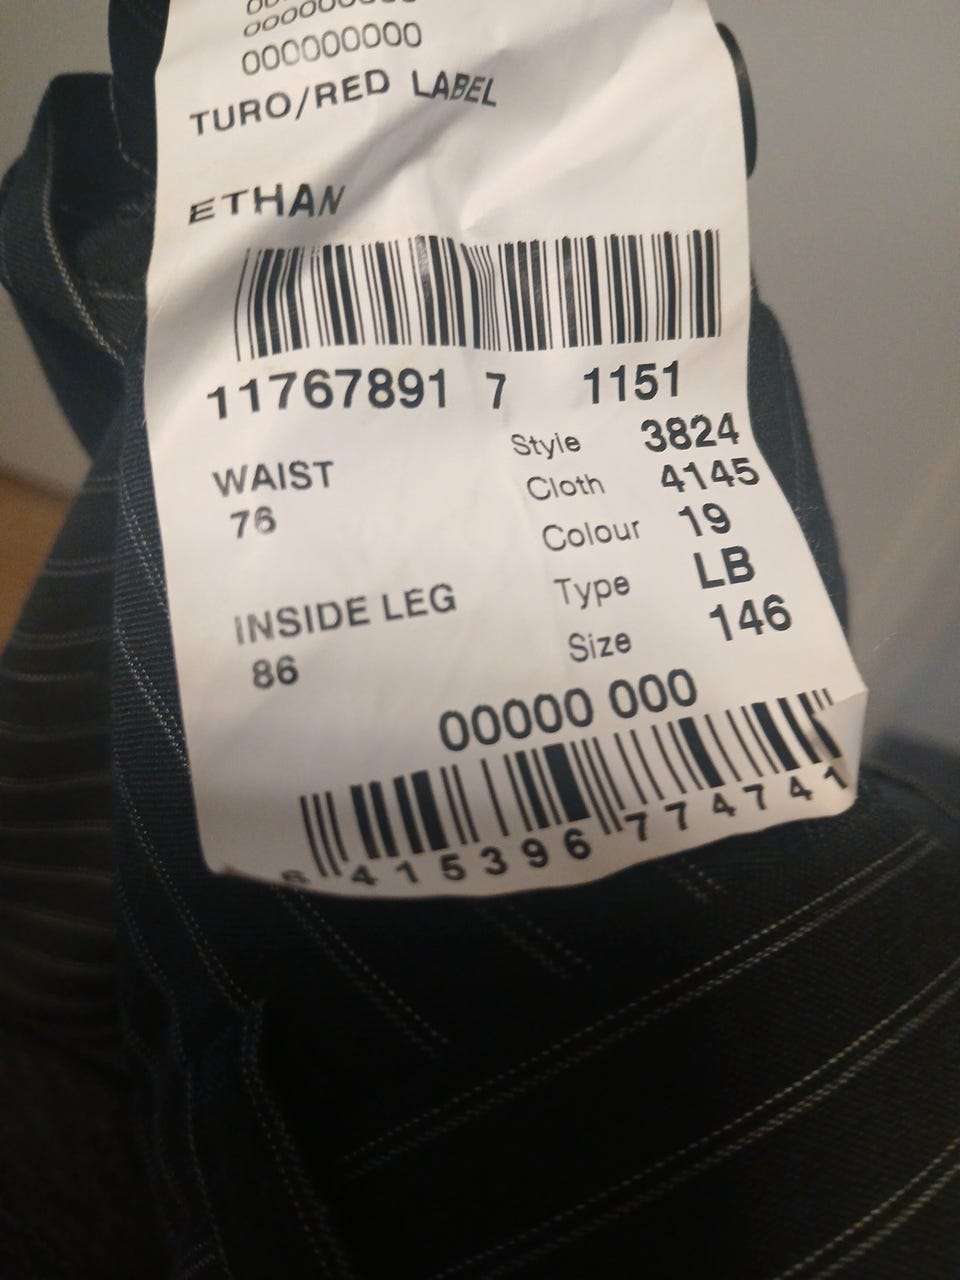 000000000
TURO/RED LABEL
ETHAN
11767891 7 1151
Style 3824
WAIST
76
Cloth 4145
Colour 19
INSIDE LEG
86
Type LB
Size 146
00000 000
6 415396 774741